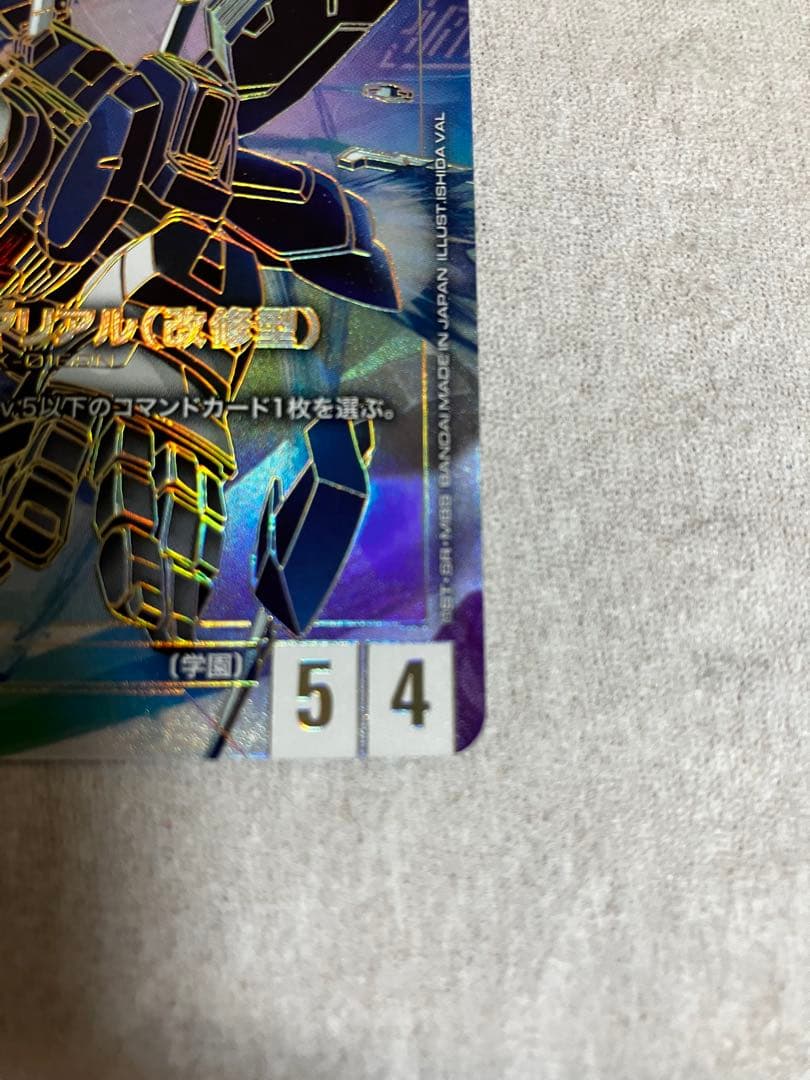 リアル(改修型)
v.5以下のコマンドカード1枚を選ぶ。
〔学園〕
5 4
BANDAI MADE IN JAPAN ILLUST.ISHIDA VAL